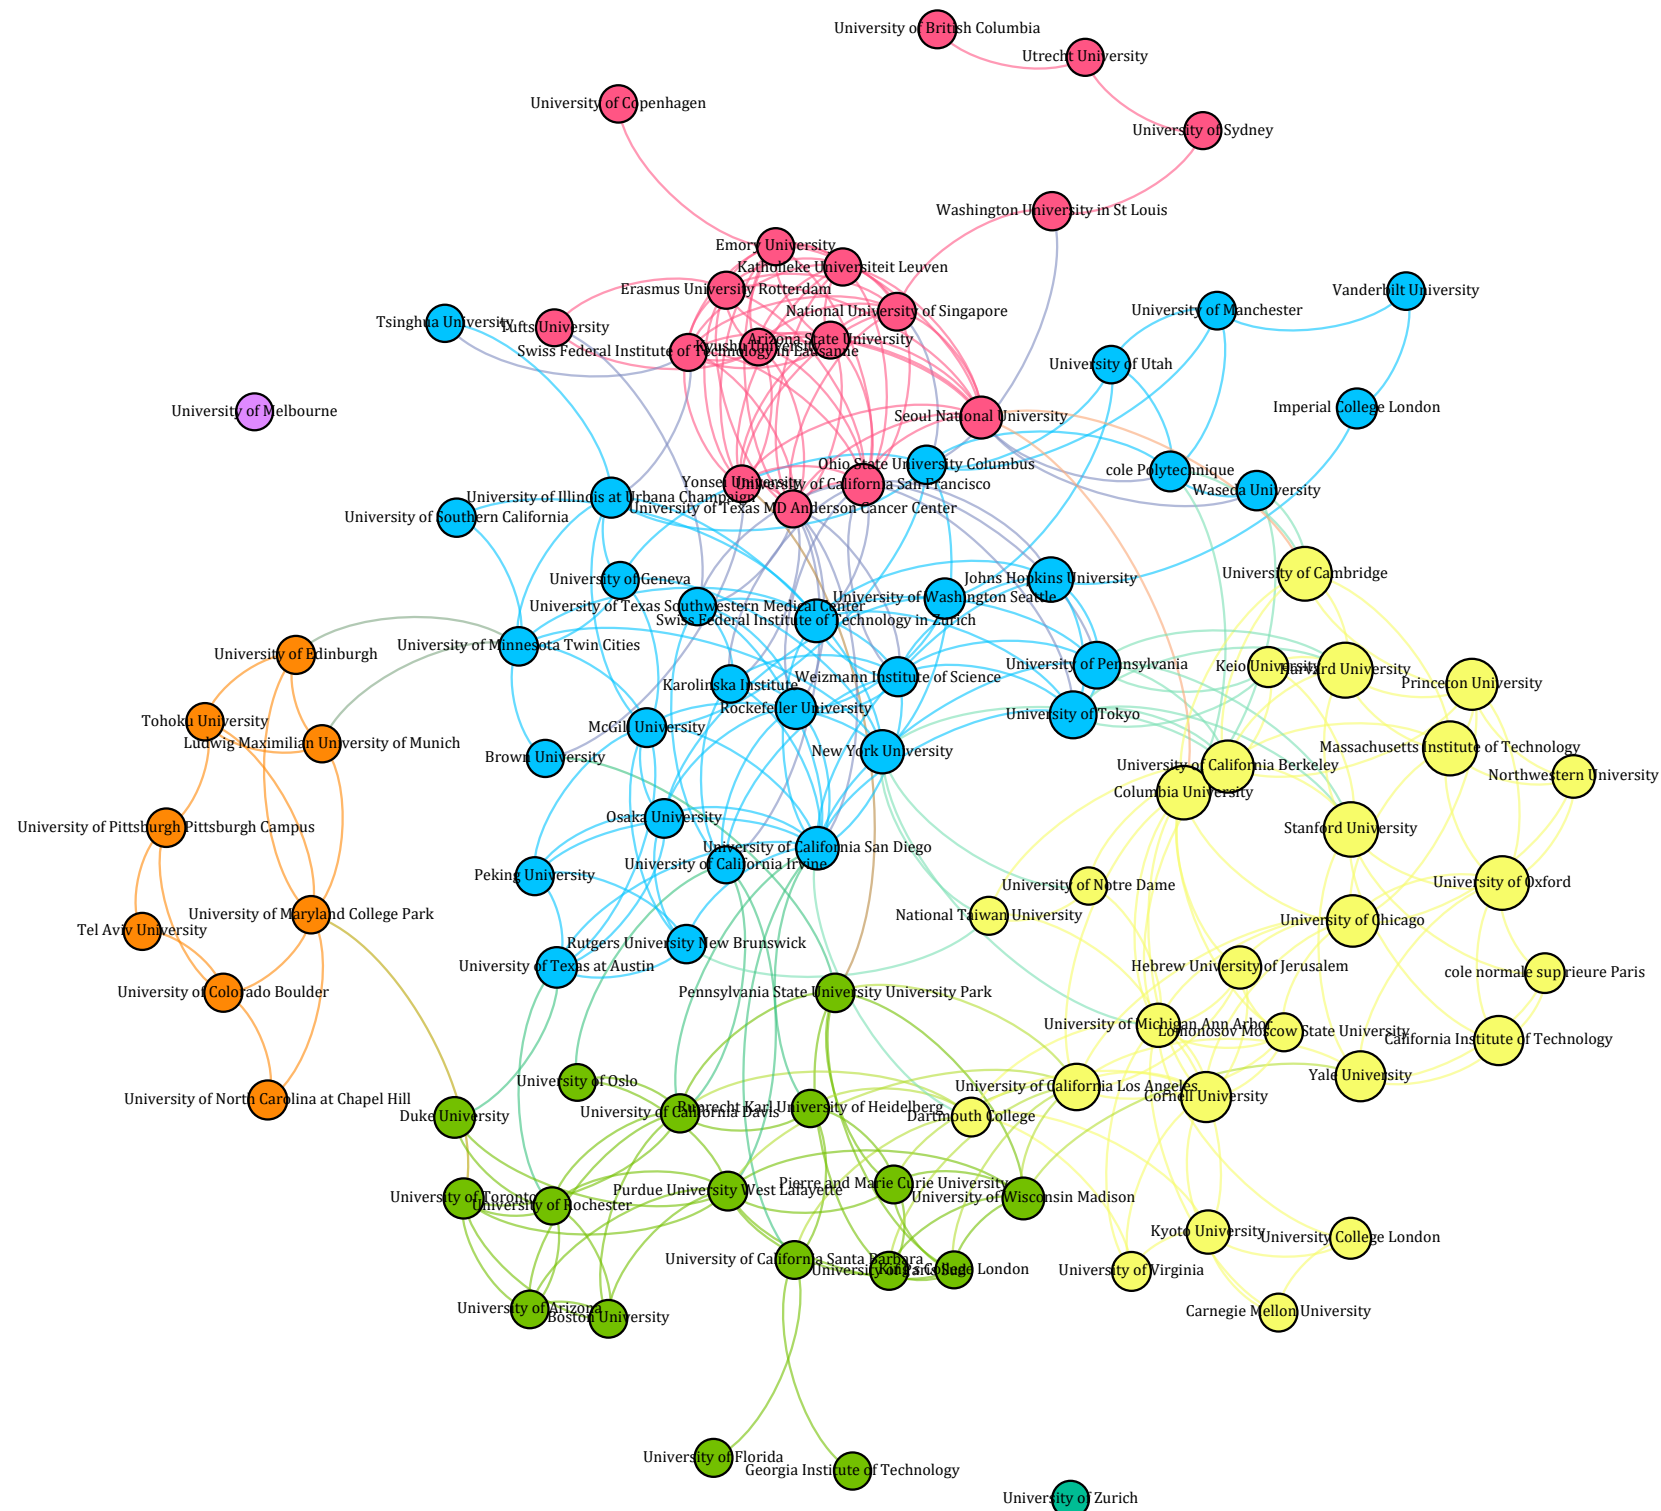 University of British Columbia
Utrecht University
University of Copenhagen
University of Sydney
Washington University in St Louis
Emory University
Katholieke Universiteit Leuven
Erasmus University Rotterdam
Vanderbilt University
National University of Singapore
University of Manchester
Tsinghua University
Tufts University
Arizona State University
Kyushu University
Swiss Federal Institute of Technology in Lausanne
University of Utah
University of Melbourne
Seoul National University
Imperial College London
Ohio State University Columbus
cole Polytechnique
Yonsei University
University of California San Francisco
Waseda University
University of Illinois at Urbana Champaign
University of Texas MD Anderson Cancer Center
University of Southern California
University of Cambridge
University of Geneva
Johns Hopkins University
University of Washington Seattle
University of Texas Southwestern Medical Center
Swiss Federal Institute of Technology in Zurich
University of Minnesota Twin Cities
University of Edinburgh
University of Pennsylvania
Keio University
Harvard University
Weizmann Institute of Science
Karolinska Institute
Princeton University
Rockefeller University
University of Tokyo
Tohoku University
McGill University
Ludwig Maximilian University of Munich
New York University
Massachusetts Institute of Technology
Brown University
University of California Berkeley
Northwestern University
Columbia University
Osaka University
University of Pittsburgh Pittsburgh Campus
Stanford University
University of California San Diego
University of California Irvine
Peking University
University of Notre Dame
University of Oxford
University of Maryland College Park
National Taiwan University
University of Chicago
Tel Aviv University
Rutgers University New Brunswick
University of Texas at Austin
Hebrew University of Jerusalem
cole normale sup rieure Paris
University of Colorado Boulder
Pennsylvania State University University Park
University of Michigan Ann Arbor
Lomonosov Moscow State University
California Institute of Technology
Yale University
University of Oslo
University of California Los Angeles
Cornell University
University of North Carolina at Chapel Hill
Duke University
University of California Davis
Ruprecht Karl University of Heidelberg
Dartmouth College
Pierre and Marie Curie University
Purdue University West Lafayette
University of Toronto
University of Rochester
University of Wisconsin Madison
Kyoto University
University College London
University of California Santa Barbara
University of Paris Sud
King s College London
University of Virginia
University of Arizona
Boston University
Carnegie Mellon University
University of Florida
Georgia Institute of Technology
University of Zurich